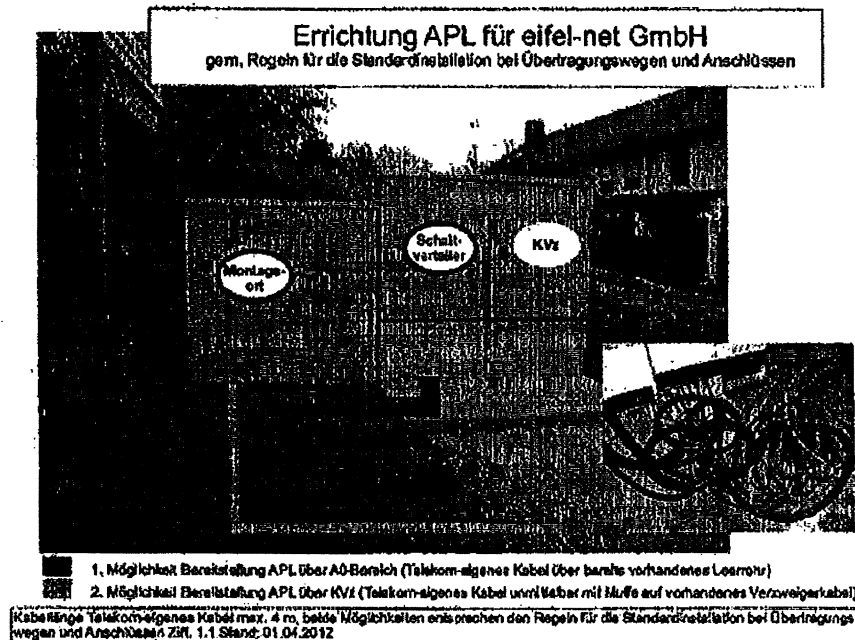 Errichtung APL für eifel-net GmbH
gem. Regeln für die Standardinstallation bei Übertragungswegen und Anschlüssen
Montage-
ort
Schalt-
verteiler
KVz
1. Möglichkeit Bereitstellung APL über A0-Bereich (Telekom-eigenes Kabel über bereits vorhandenes Leerrohr)
2. Möglichkeit Bereitstellung APL über KVz (Telekom-eigenes Kabel unmittelbar mit Muffe auf vorhandenes Verzweigerkabel)
Kabellänge Telekom-eigenes Kabel max. 4 m, beide Möglichkeiten entsprechen den Regeln für die Standardinstallation bei Übertragungs-
wegen und Anschlüssen Ziff. 1.1 Stand: 01.04.2012